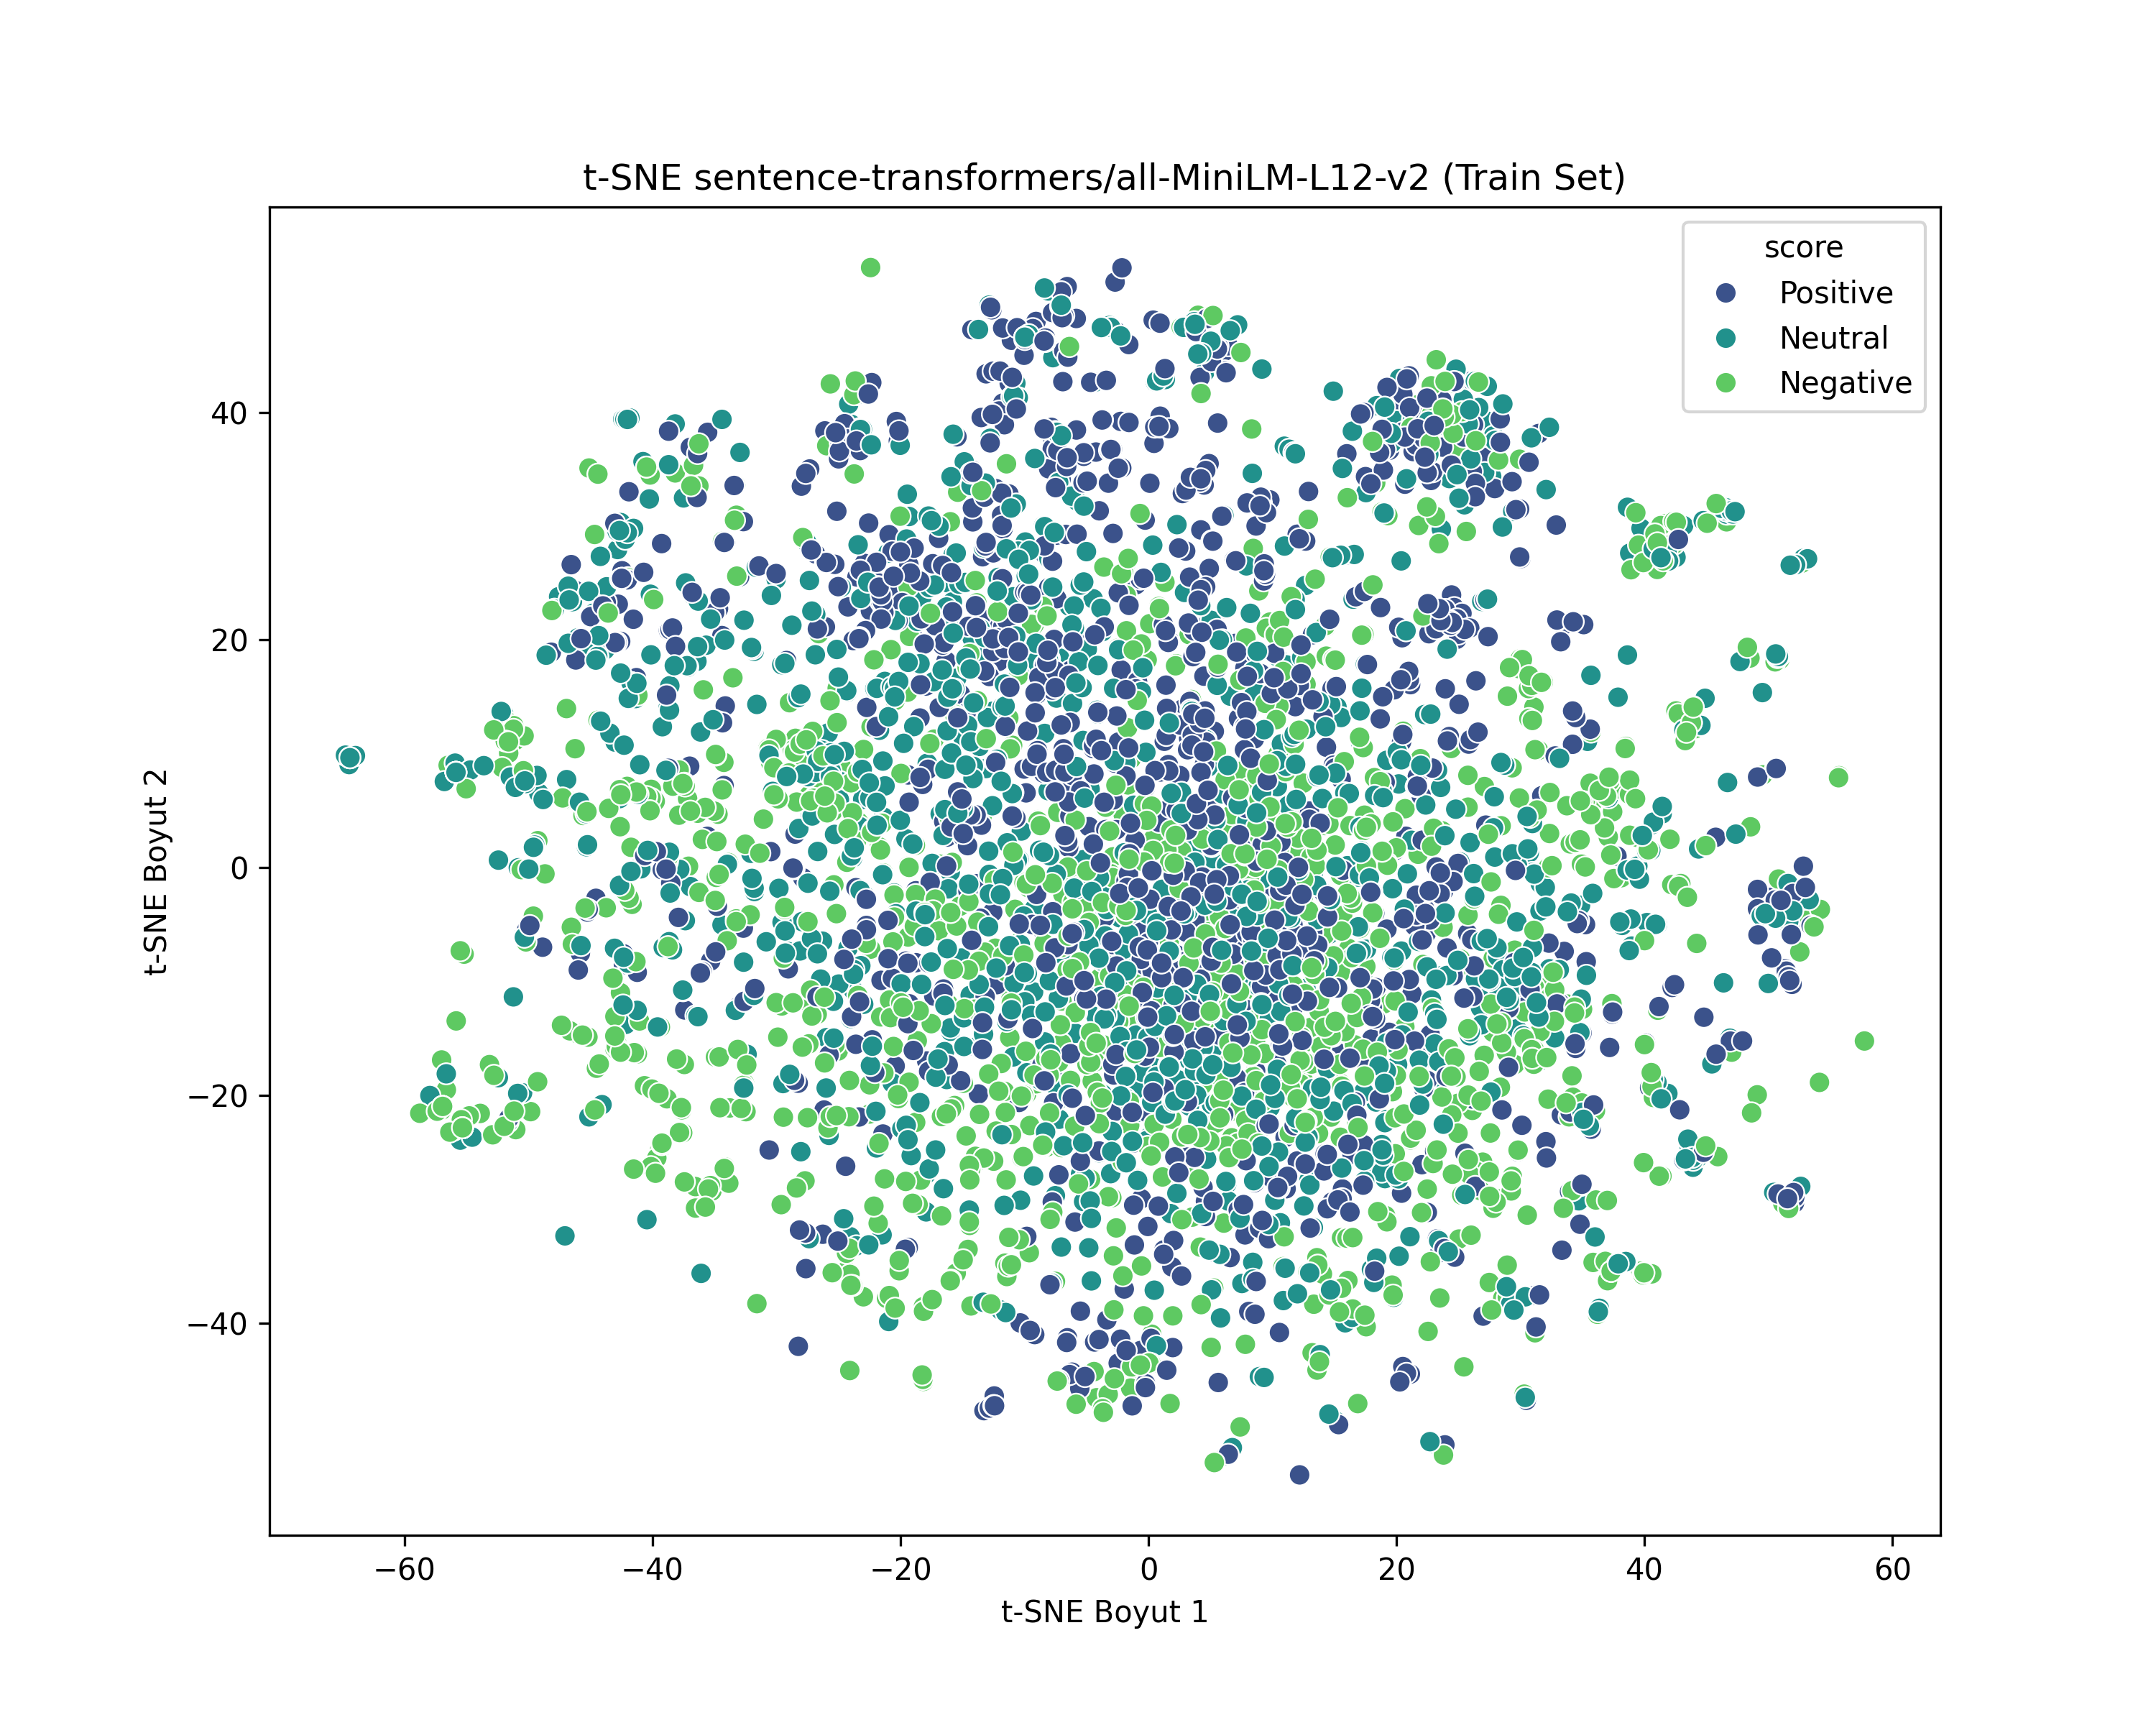 t-SNE sentence-transformers/all-MiniLM-L12-v2 (Train Set)
score
Positive
Neutral
Negative
40
20
0
−20
−40
t-SNE Boyut 2
−60 −40 −20 0 20 40 60
t-SNE Boyut 1